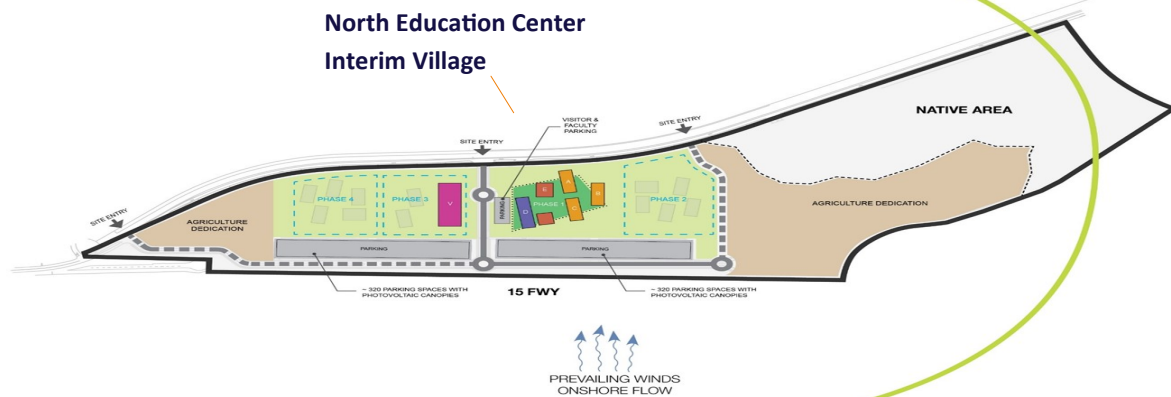 North Education Center
Interim Village
VISITOR &
FACULTY
PARKING
SITE ENTRY
SITE ENTRY
NATIVE AREA
SITE ENTRY
AGRICULTURE
DEDICATION
PHASE 4
PHASE 3
V
PARKING
D
E
PHASE 1
A
B
PHASE 2
AGRICULTURE DEDICATION
PARKING
PARKING
~ 320 PARKING SPACES WITH
PHOTOVOLTAIC CANOPIES
15 FWY
~ 320 PARKING SPACES WITH
PHOTOVOLTAIC CANOPIES
PREVAILING WINDS
ONSHORE FLOW